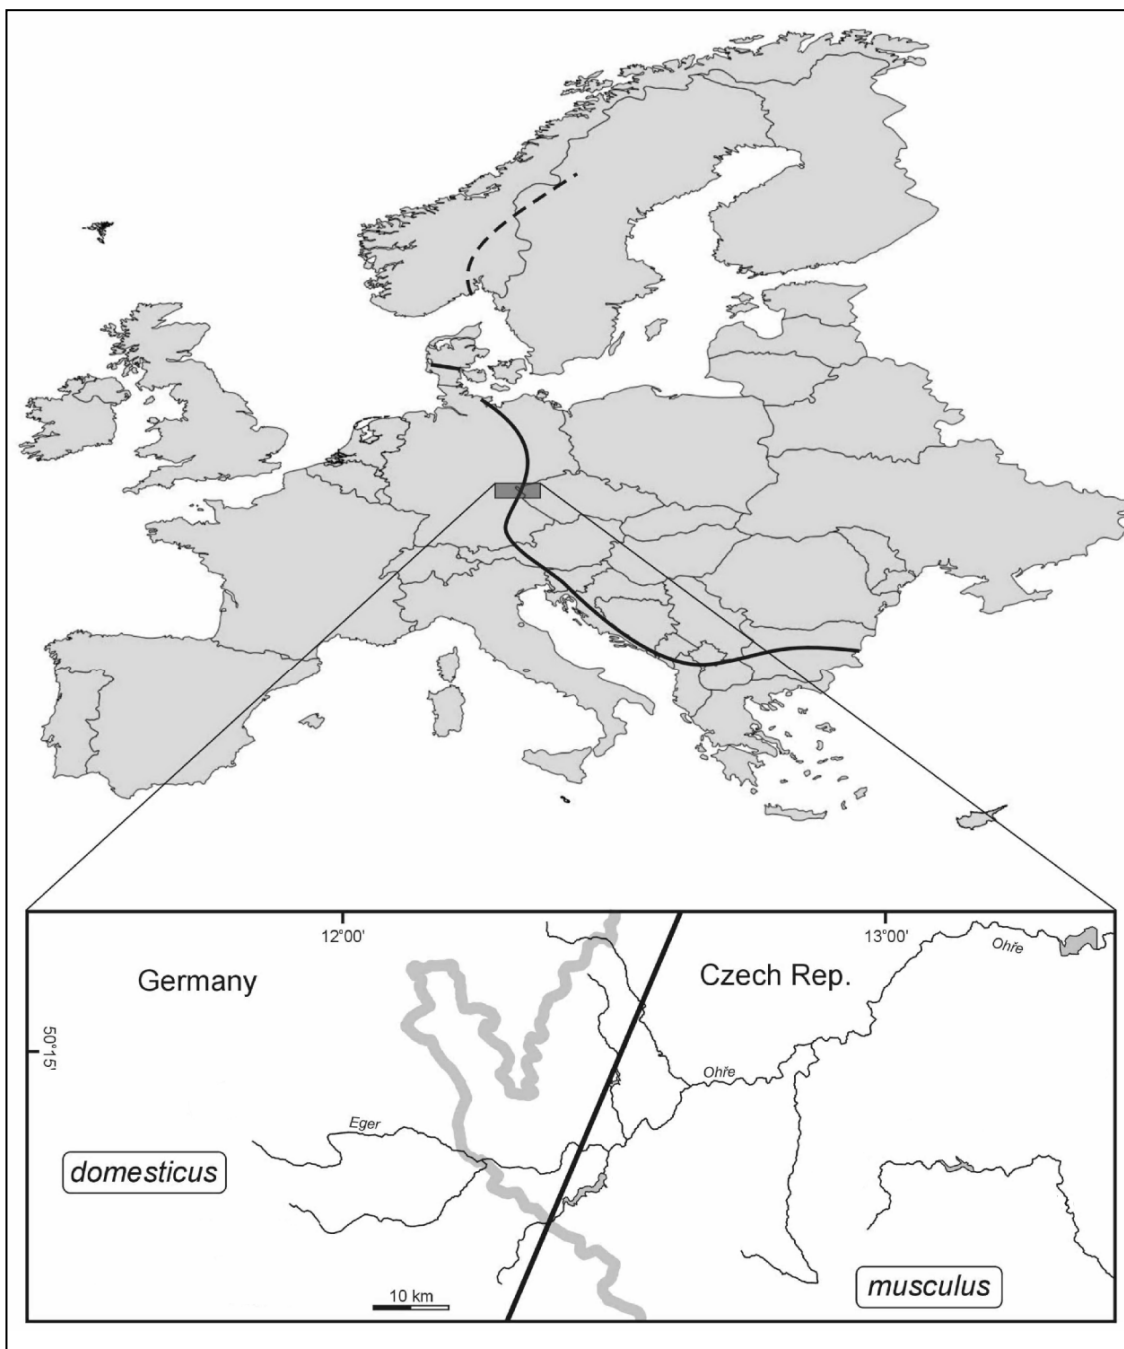 12°00'
13°00'
Ohře
Germany
Czech Rep.
50°15'
Ohře
Eger
domesticus
musculus
10 km